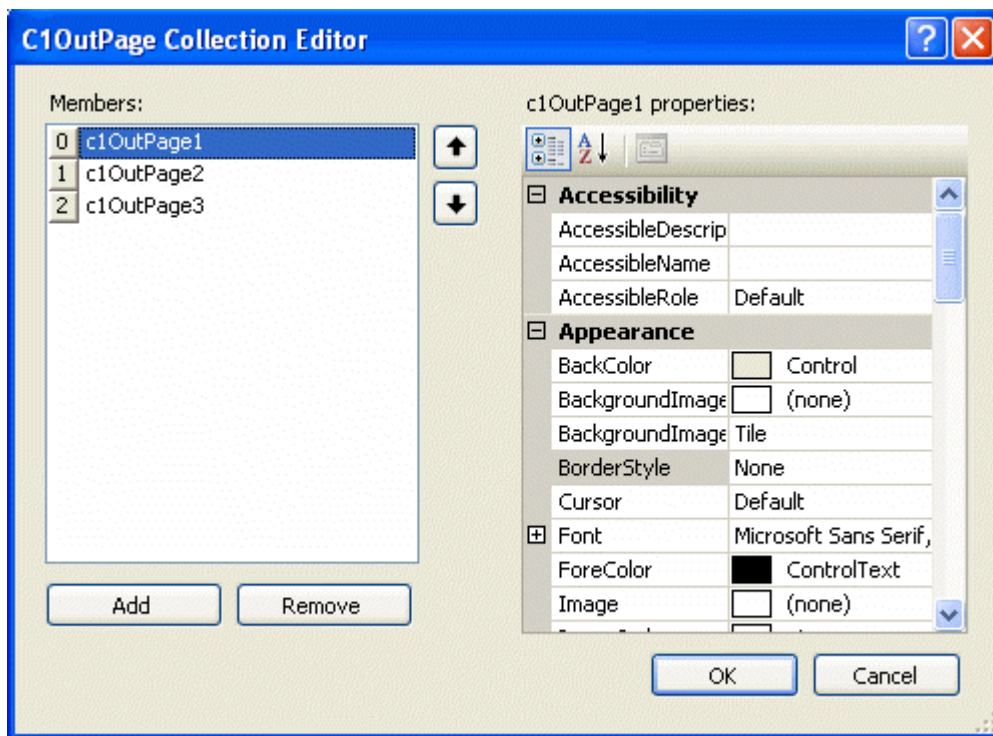 C1OutPage Collection Editor
Members:
0 c1OutPage1
1 c1OutPage2
2 c1OutPage3
Add
Remove
c1OutPage1 properties:
Accessibility
AccessibleDescrip
AccessibleName
AccessibleRole Default
Appearance
BackColor Control
BackgroundImage (none)
BackgroundImage Tile
BorderStyle None
Cursor Default
Font Microsoft Sans Serif,
ForeColor ControlText
Image (none)
OK
Cancel